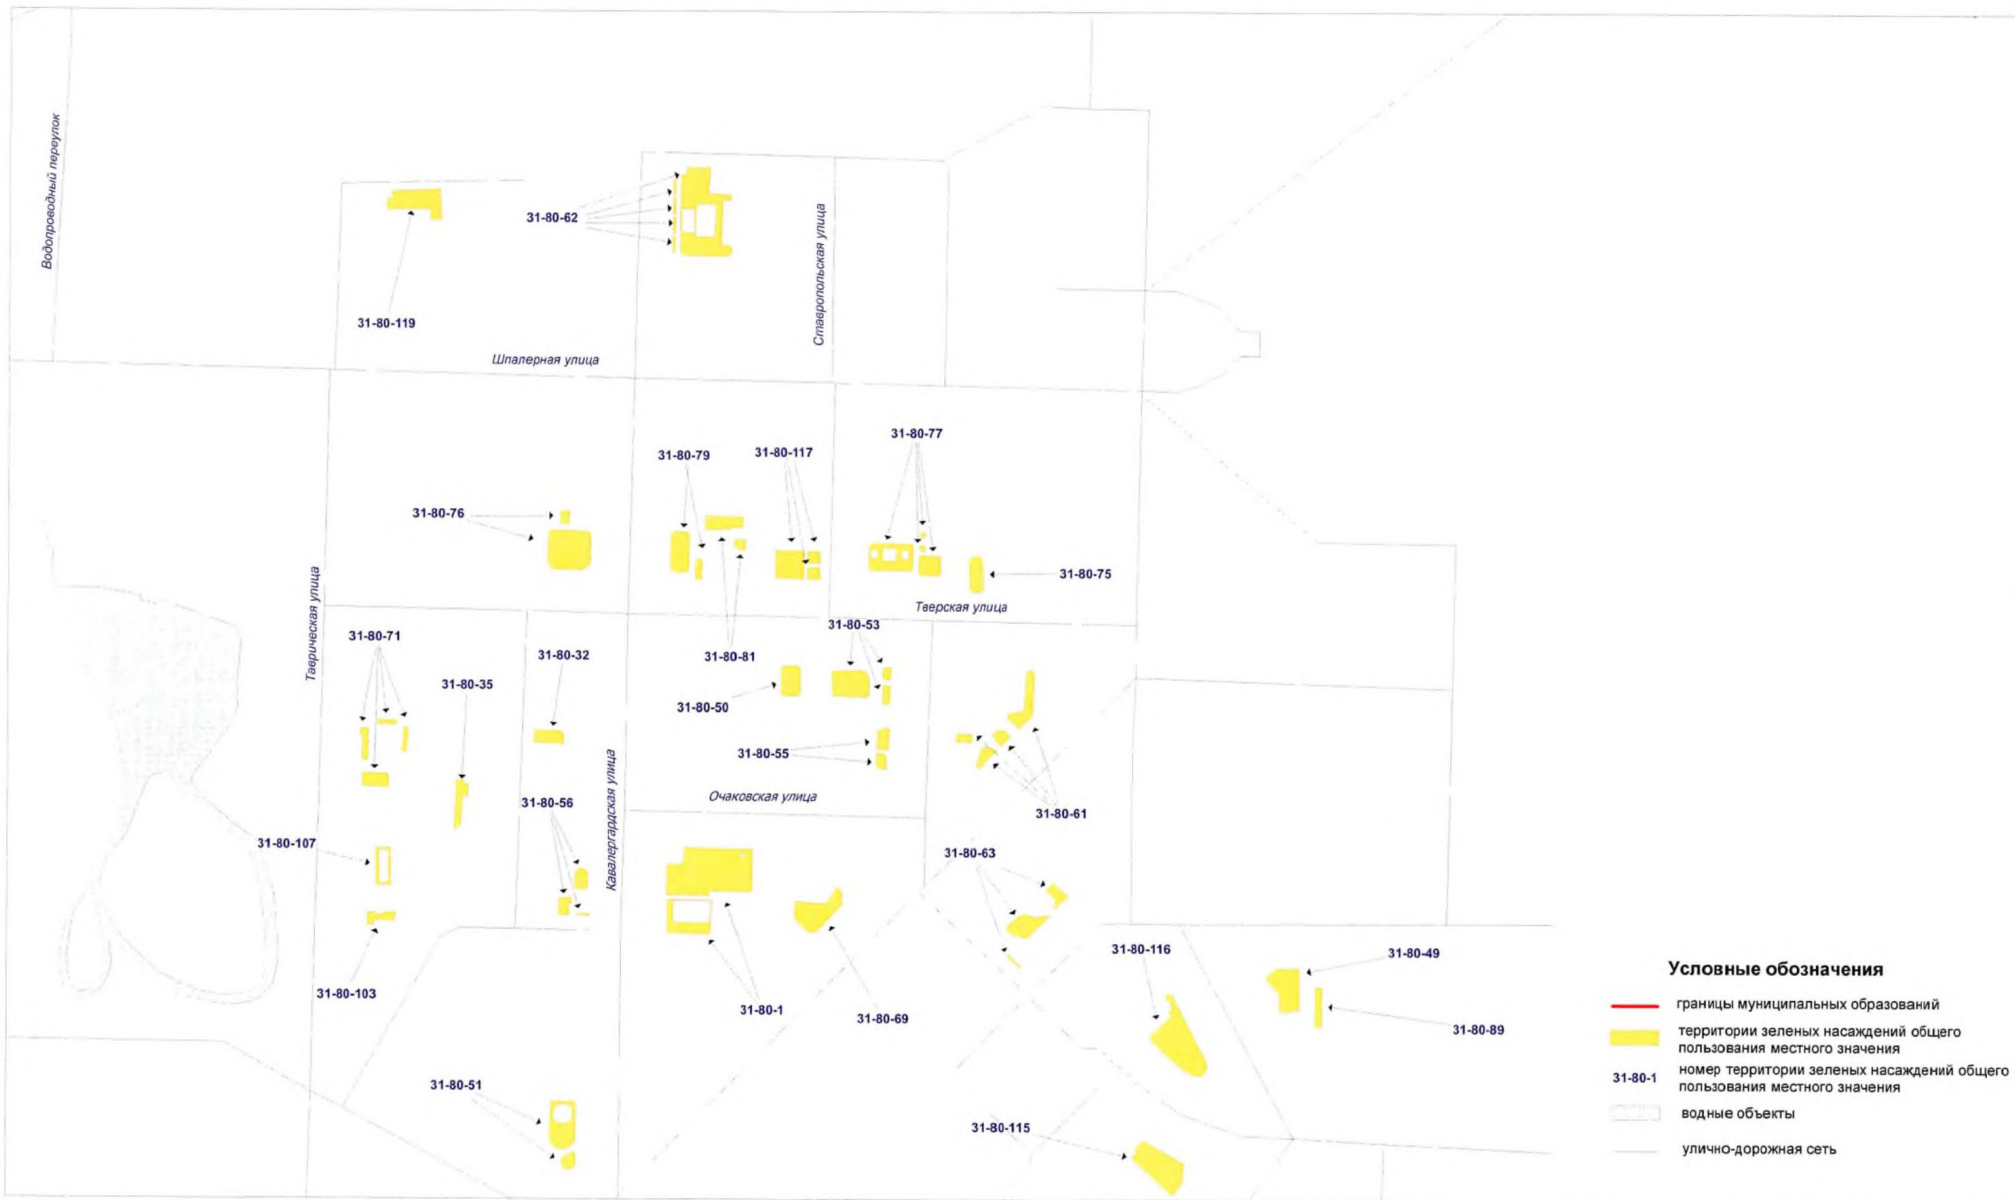 Водопроводный переулок
31-80-62
Ставропольская улица
31-80-119
Шпалерная улица
31-80-77
31-80-79
31-80-117
31-80-76
31-80-75
Таврическая улица
Тверская улица
31-80-53
31-80-71
31-80-32
31-80-81
31-80-35
31-80-50
31-80-55
Кавалергардская улица
Очаковская улица
31-80-56
31-80-61
31-80-107
31-80-63
31-80-116
31-80-49
31-80-103
31-80-1
31-80-69
31-80-89
31-80-51
31-80-115
Условные обозначения
границы муниципальных образований
территории зеленых насаждений общего
пользования местного значения
31-80-1
номер территории зеленых насаждений общего
пользования местного значения
водные объекты
улично-дорожная сеть